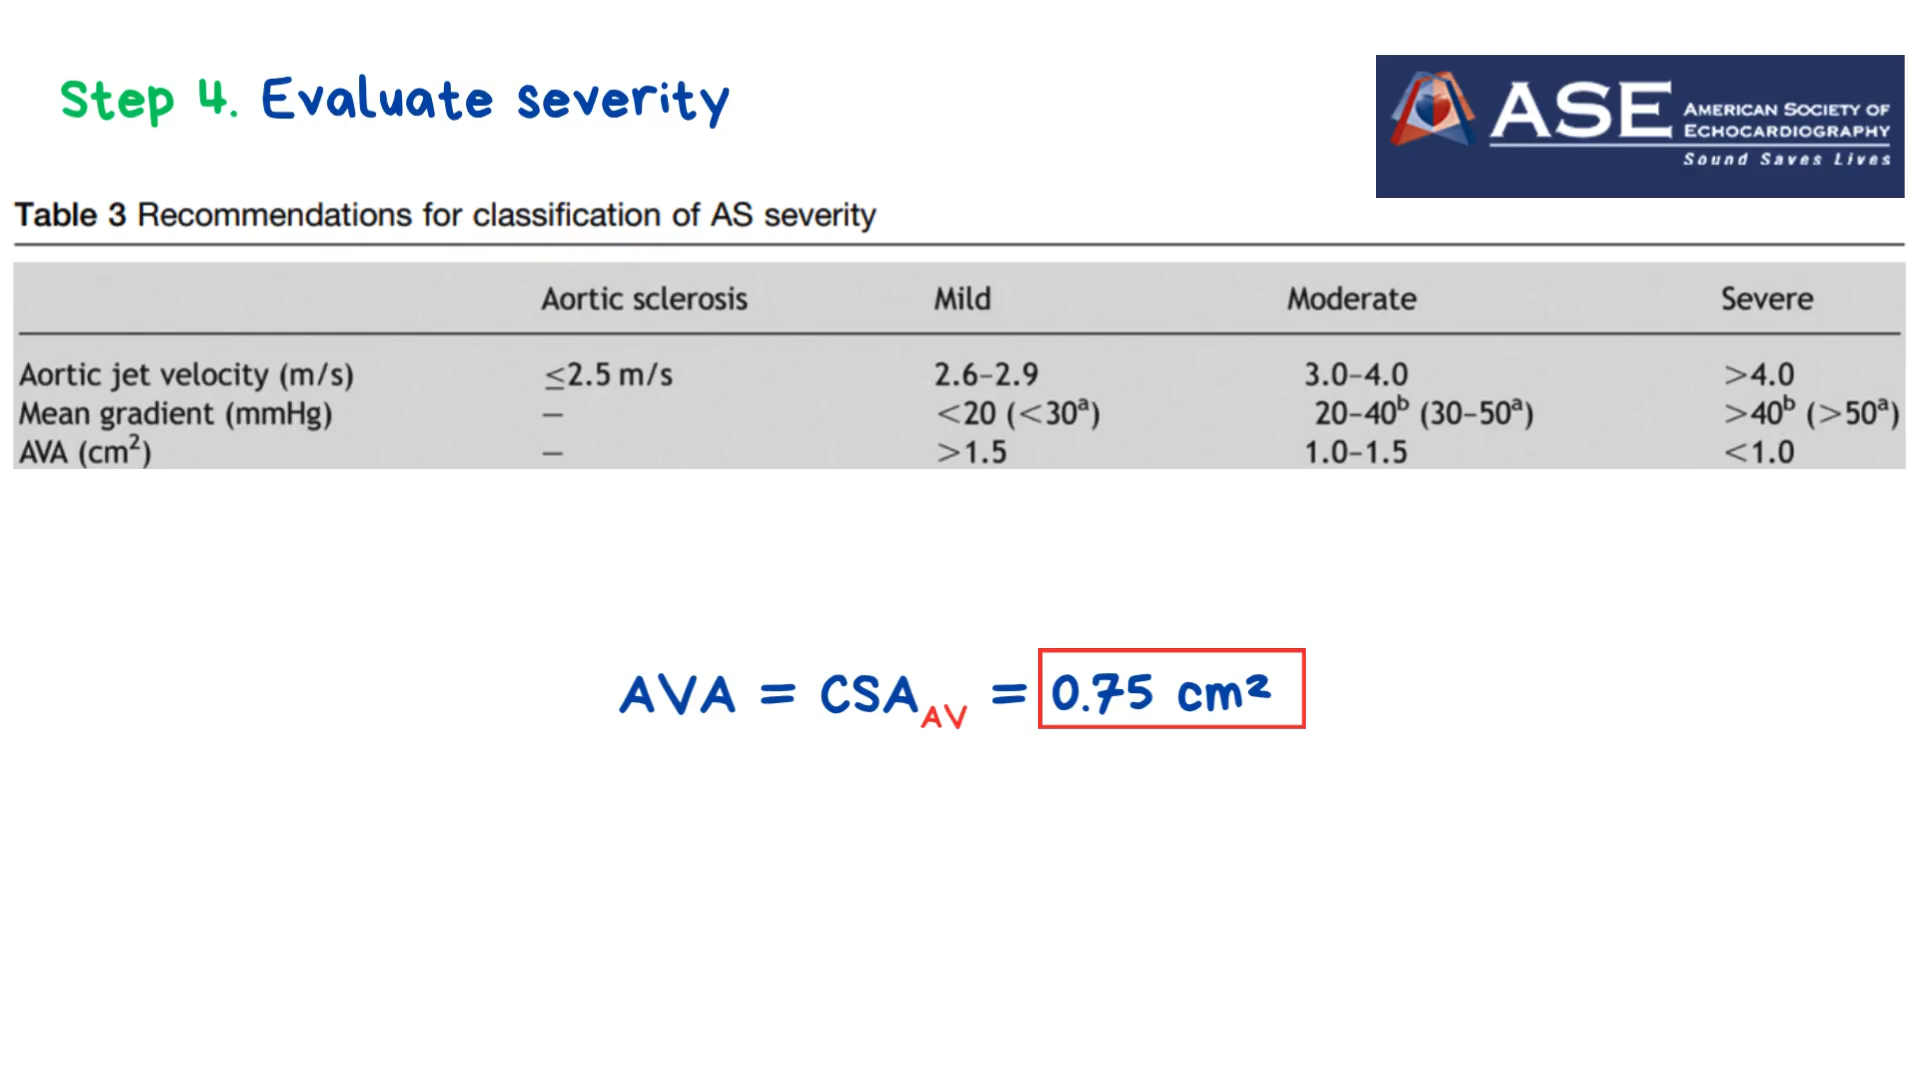 Step 4. Evaluate severity
ASE AMERICAN SOCIETY OF
ECHOCARDIOGRAPHY
Sound Saves Lives
Table 3 Recommendations for classification of AS severity
Aortic sclerosis Mild Moderate Severe
Aortic jet velocity (m/s) ≤2.5 m/s 2.6–2.9 3.0–4.0 >4.0
Mean gradient (mmHg) – <20 (<30ᵃ) 20–40ᵇ (30–50ᵃ) >40ᵇ (>50ᵃ)
AVA (cm²) – >1.5 1.0–1.5 <1.0
AVA = CSA AV = 0.75 cm²